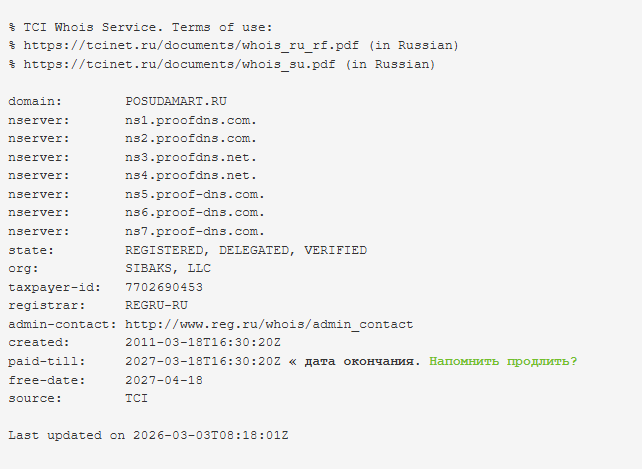 % TCI Whois Service. Terms of use:
% https://tcinet.ru/documents/whois_ru_rf.pdf (in Russian)
% https://tcinet.ru/documents/whois_su.pdf (in Russian)
domain: POSUDAMART.RU
nserver: ns1.proofdns.com.
nserver: ns2.proofdns.com.
nserver: ns3.proofdns.net.
nserver: ns4.proofdns.net.
nserver: ns5.proof-dns.com.
nserver: ns6.proof-dns.com.
nserver: ns7.proof-dns.com.
state: REGISTERED, DELEGATED, VERIFIED
org: SIBAKS, LLC
taxpayer-id: 7702690453
registrar: REGRU-RU
admin-contact: http://www.reg.ru/whois/admin_contact
created: 2011-03-18T16:30:20Z
paid-till: 2027-03-18T16:30:20Z « дата окончания. Напомнить продлить?
free-date: 2027-04-18
source: TCI
Last updated on 2026-03-03T08:18:01Z